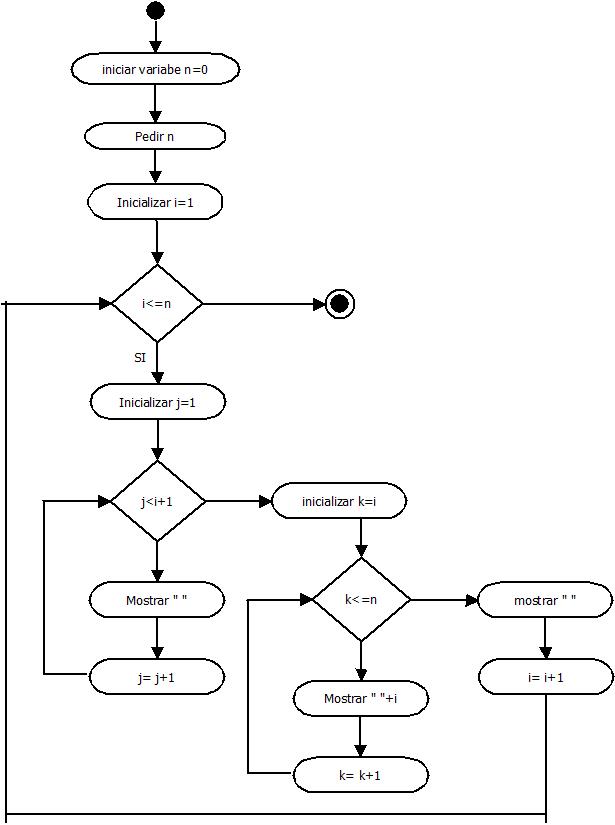 iniciar variabe n=0
Pedir n
Inicializar i=1
i<=n
SI
Inicializar j=1
j<i+1
inicializar k=i
Mostrar " "
k<=n
mostrar " "
j= j+1
i= i+1
Mostrar " "+i
k= k+1